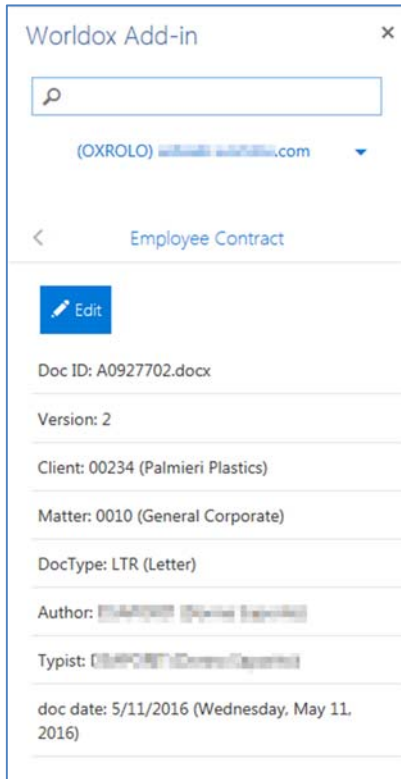 Worldox Add-in
(OXROLO) .com
Employee Contract
Edit
Doc ID: A0927702.docx
Version: 2
Client: 00234 (Palmieri Plastics)
Matter: 0010 (General Corporate)
DocType: LTR (Letter)
Author:
Typist:
doc date: 5/11/2016 (Wednesday, May 11,
2016)